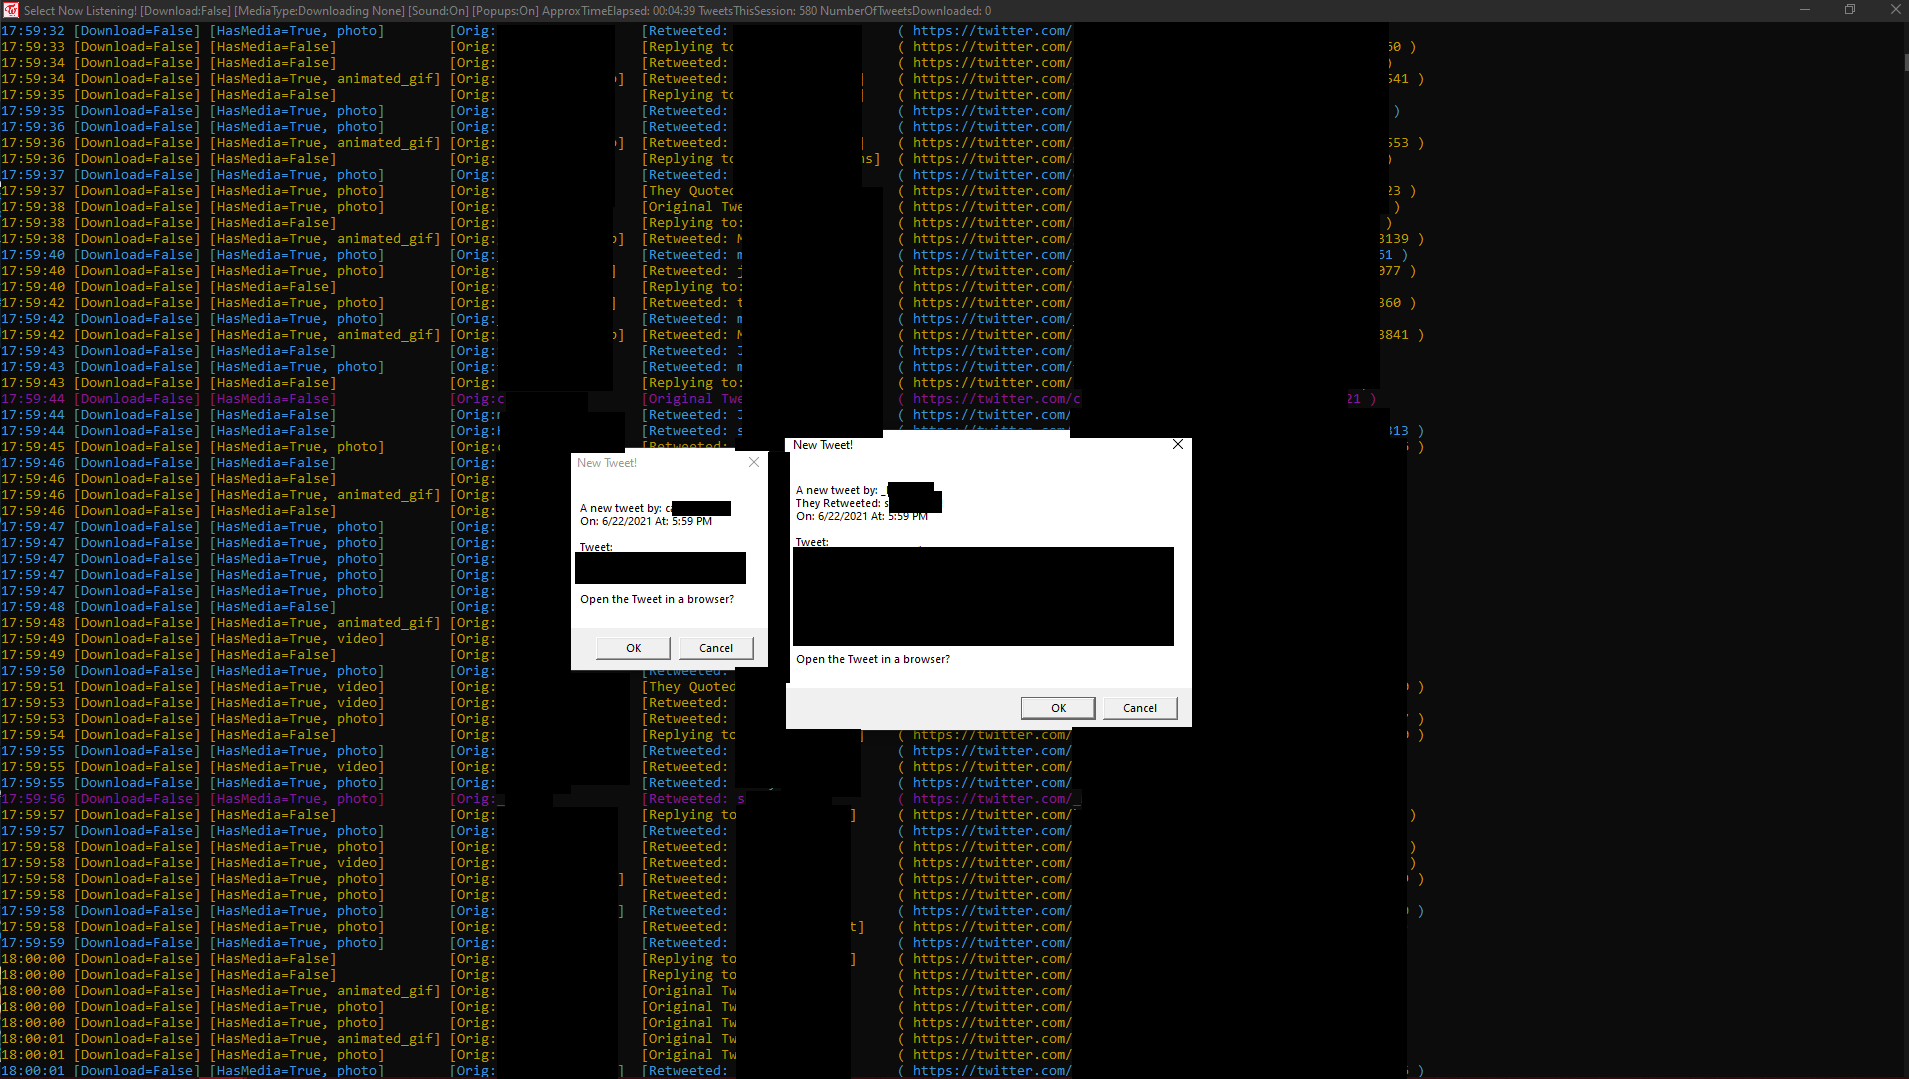 Select Now Listening! [Download:False] [MediaType:Downloading None] [Sound:On] [Popups:On] ApproxTimeElapsed: 00:04:39 TweetsThisSession: 580 NumberOfTweetsDownloaded: 0
17:59:32 [Download=False] [HasMedia=True, photo] [Orig: [Retweeted: ( https://twitter.com/
17:59:33 [Download=False] [HasMedia=False] [Orig: [Replying to ( https://twitter.com/ 60 )
17:59:34 [Download=False] [HasMedia=False] [Orig: [Retweeted: ( https://twitter.com/ )
17:59:34 [Download=False] [HasMedia=True, animated_gif] [Orig: ] [Retweeted: ] ( https://twitter.com/ 541 )
17:59:35 [Download=False] [HasMedia=False] [Orig: [Replying to ] ( https://twitter.com/
17:59:35 [Download=False] [HasMedia=True, photo] [Orig: [Retweeted: ( https://twitter.com/ )
17:59:36 [Download=False] [HasMedia=True, photo] [Orig: [Retweeted: ( https://twitter.com/
17:59:36 [Download=False] [HasMedia=True, animated_gif] [Orig: ] [Retweeted: ] ( https://twitter.com/ 553 )
17:59:36 [Download=False] [HasMedia=False] [Orig: [Replying to ns] ( https://twitter.com/ )
17:59:37 [Download=False] [HasMedia=True, photo] [Orig: [Retweeted: ( https://twitter.com/
17:59:37 [Download=False] [HasMedia=True, photo] [Orig: [They Quoted ( https://twitter.com/ 23 )
17:59:38 [Download=False] [HasMedia=True, photo] [Orig: [Original Twe ( https://twitter.com/ )
17:59:38 [Download=False] [HasMedia=False] [Orig: [Replying to: ( https://twitter.com/ )
17:59:38 [Download=False] [HasMedia=True, animated_gif] [Orig: ] [Retweeted: M ( https://twitter.com/ 3139 )
17:59:40 [Download=False] [HasMedia=True, photo] [Orig: [Retweeted: m ( https://twitter.com/ 61 )
17:59:40 [Download=False] [HasMedia=True, photo] [Orig: ] [Retweeted: j ( https://twitter.com/ 077 )
17:59:40 [Download=False] [HasMedia=False] [Orig: [Replying to: ( https://twitter.com/
17:59:42 [Download=False] [HasMedia=True, photo] [Orig: ] [Retweeted: t ( https://twitter.com/ 360 )
17:59:42 [Download=False] [HasMedia=True, photo] [Orig: [Retweeted: m ( https://twitter.com/
17:59:42 [Download=False] [HasMedia=True, animated_gif] [Orig: ] [Retweeted: M ( https://twitter.com/ 3841 )
17:59:43 [Download=False] [HasMedia=False] [Orig: [Retweeted: J ( https://twitter.com/
17:59:43 [Download=False] [HasMedia=True, photo] [Orig: [Retweeted: m ( https://twitter.com/
17:59:43 [Download=False] [HasMedia=False] [Orig: [Replying to: ( https://twitter.com/
17:59:44 [Download=False] [HasMedia=False] [Orig:c [Original Twe ( https://twitter.com/c 21 )
17:59:44 [Download=False] [HasMedia=True, photo] [Orig: [Retweeted: J ( https://twitter.com/
17:59:44 [Download=False] [HasMedia=False] [Orig: [Retweeted: s ( https://twitter.com/ 313 )
17:59:45 [Download=False] [HasMedia=True, photo] [Orig: [Retweeted: )
17:59:46 [Download=False] [HasMedia=False] [Orig:
17:59:46 [Download=False] [HasMedia=False] [Orig:
17:59:46 [Download=False] [HasMedia=True, animated_gif] [Orig:
17:59:46 [Download=False] [HasMedia=False] [Orig:
17:59:47 [Download=False] [HasMedia=True, photo] [Orig:
17:59:47 [Download=False] [HasMedia=True, photo] [Orig:
17:59:47 [Download=False] [HasMedia=True, photo] [Orig:
17:59:47 [Download=False] [HasMedia=True, photo] [Orig:
17:59:47 [Download=False] [HasMedia=True, photo] [Orig:
17:59:48 [Download=False] [HasMedia=False] [Orig:
17:59:48 [Download=False] [HasMedia=True, animated_gif] [Orig:
17:59:49 [Download=False] [HasMedia=True, video] [Orig:
17:59:49 [Download=False] [HasMedia=False] [Orig:
17:59:50 [Download=False] [HasMedia=True, photo] [Orig: [Retweeted:
17:59:51 [Download=False] [HasMedia=True, video] [Orig: [They Quoted )
17:59:53 [Download=False] [HasMedia=True, video] [Orig: [Retweeted:
17:59:53 [Download=False] [HasMedia=True, photo] [Orig: [Retweeted: )
17:59:54 [Download=False] [HasMedia=False] [Orig: [Replying to ] ( https://twitter.com/ )
17:59:55 [Download=False] [HasMedia=True, photo] [Orig: [Retweeted: ( https://twitter.com/
17:59:55 [Download=False] [HasMedia=True, video] [Orig: [Retweeted: ( https://twitter.com/
17:59:55 [Download=False] [HasMedia=True, photo] [Orig: [Retweeted: ( https://twitter.com/
17:59:56 [Download=False] [HasMedia=True, photo] [Orig:_ [Retweeted: s ( https://twitter.com/_
17:59:57 [Download=False] [HasMedia=False] [Orig: [Replying to ] ( https://twitter.com/ )
17:59:57 [Download=False] [HasMedia=True, photo] [Orig: [Retweeted: ( https://twitter.com/
17:59:58 [Download=False] [HasMedia=True, photo] [Orig: [Retweeted: ( https://twitter.com/ )
17:59:58 [Download=False] [HasMedia=True, video] [Orig: [Retweeted: ( https://twitter.com/ )
17:59:58 [Download=False] [HasMedia=True, photo] [Orig: ] [Retweeted: ( https://twitter.com/ )
17:59:58 [Download=False] [HasMedia=True, photo] [Orig: [Retweeted: ( https://twitter.com/
17:59:58 [Download=False] [HasMedia=True, photo] [Orig: ] [Retweeted: ( https://twitter.com/ )
17:59:58 [Download=False] [HasMedia=True, photo] [Orig: [Retweeted: t] ( https://twitter.com/
17:59:59 [Download=False] [HasMedia=True, photo] [Orig: [Retweeted: ( https://twitter.com/
18:00:00 [Download=False] [HasMedia=False] [Orig: [Replying to ] ( https://twitter.com/
18:00:00 [Download=False] [HasMedia=False] [Orig: [Replying to ( https://twitter.com/
18:00:00 [Download=False] [HasMedia=True, animated_gif] [Orig: [Original Tw ( https://twitter.com/
18:00:00 [Download=False] [HasMedia=True, photo] [Orig: [Original Tw ( https://twitter.com/
18:00:00 [Download=False] [HasMedia=True, photo] [Orig: [Original Tw ( https://twitter.com/
18:00:01 [Download=False] [HasMedia=True, animated_gif] [Orig: [Original Tw ( https://twitter.com/
18:00:01 [Download=False] [HasMedia=True, photo] [Orig: [Original Tw ( https://twitter.com/
18:00:01 [Download=False] [HasMedia=True, photo] [Orig: ] [Retweeted: ( https://twitter.com/ )
New Tweet!
A new tweet by: ca
On: 6/22/2021 At: 5:59 PM
Tweet:
Open the Tweet in a browser?
OK Cancel
New Tweet!
A new tweet by: _
They Retweeted: s
On: 6/22/2021 At: 5:59 PM
Tweet:
Open the Tweet in a browser?
OK Cancel